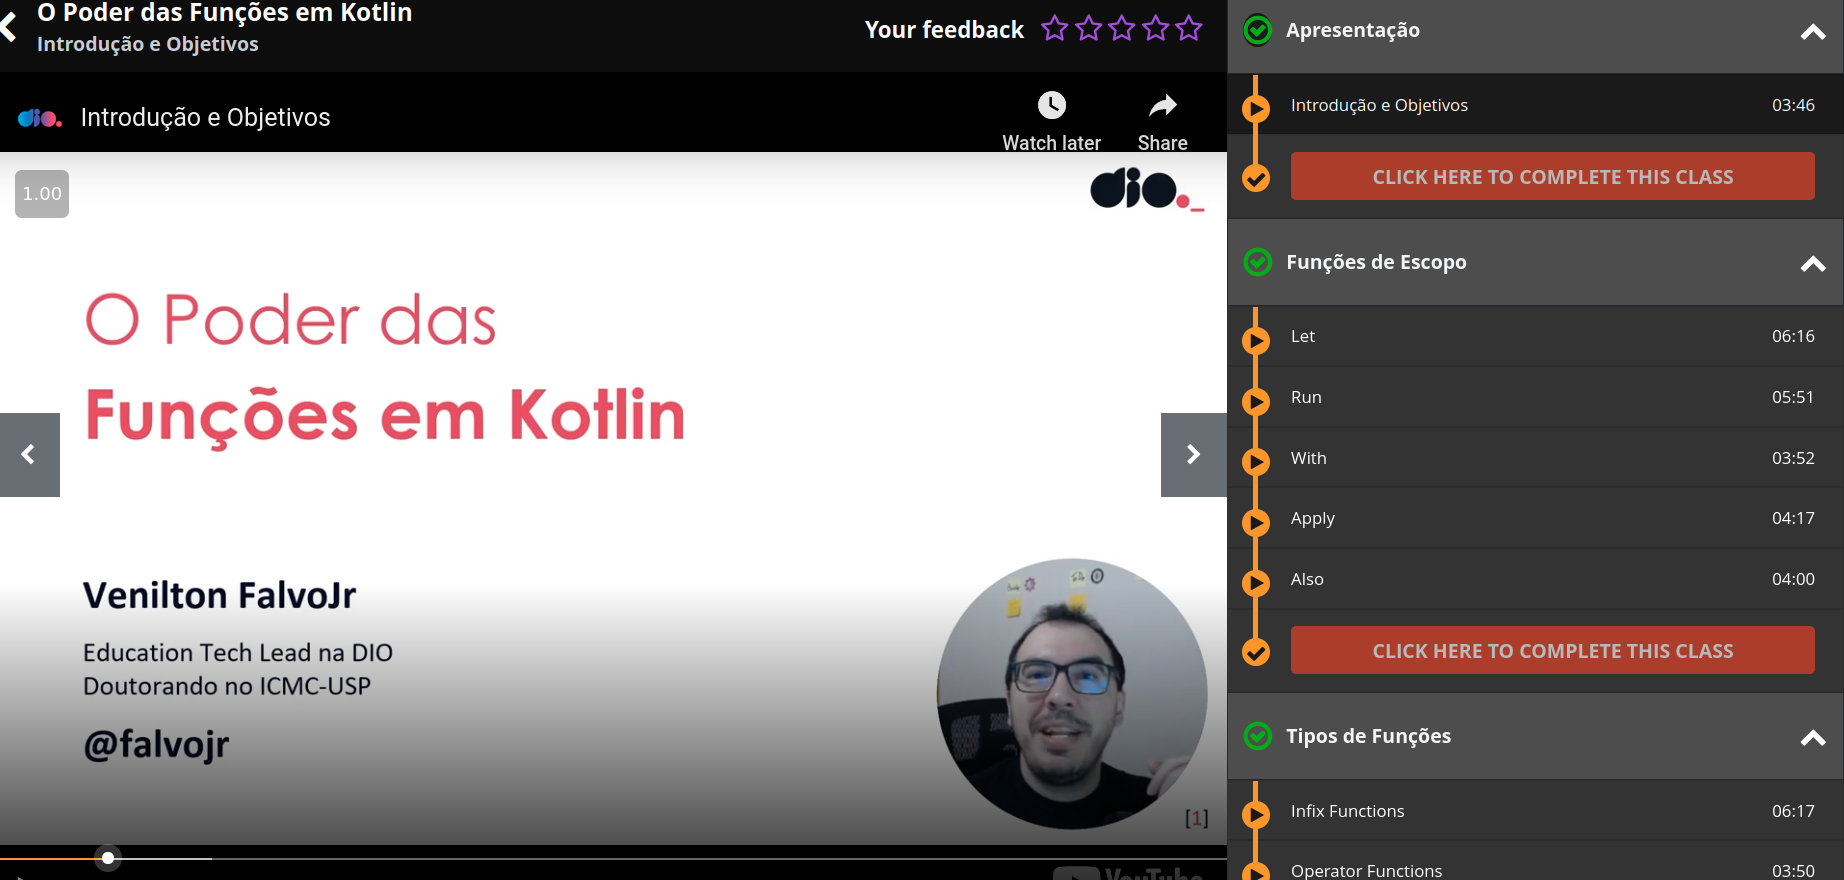 O Poder das Funções em Kotlin
Introdução e Objetivos
Your feedback
dio.
Introdução e Objetivos
Watch later
Share
1.00
dio._
O Poder das
Funções em Kotlin
Venilton FalvoJr
Education Tech Lead na DIO
Doutorando no ICMC-USP
@falvojr
[1]
YouTube
Apresentação
Introdução e Objetivos 03:46
CLICK HERE TO COMPLETE THIS CLASS
Funções de Escopo
Let 06:16
Run 05:51
With 03:52
Apply 04:17
Also 04:00
CLICK HERE TO COMPLETE THIS CLASS
Tipos de Funções
Infix Functions 06:17
Operator Functions 03:50